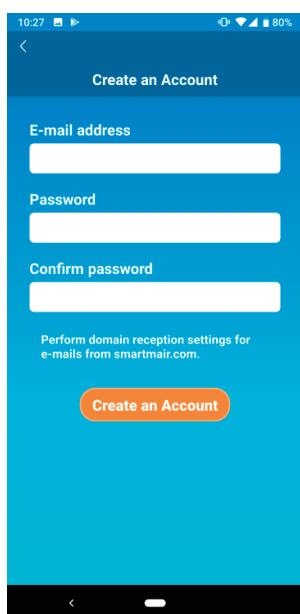 10:27 80%
Create an Account
E-mail address
Password
Confirm password
Perform domain reception settings for
e-mails from smartmair.com.
Create an Account